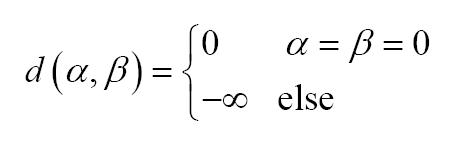 d(α, β) = { 0 α = β = 0
−∞ else